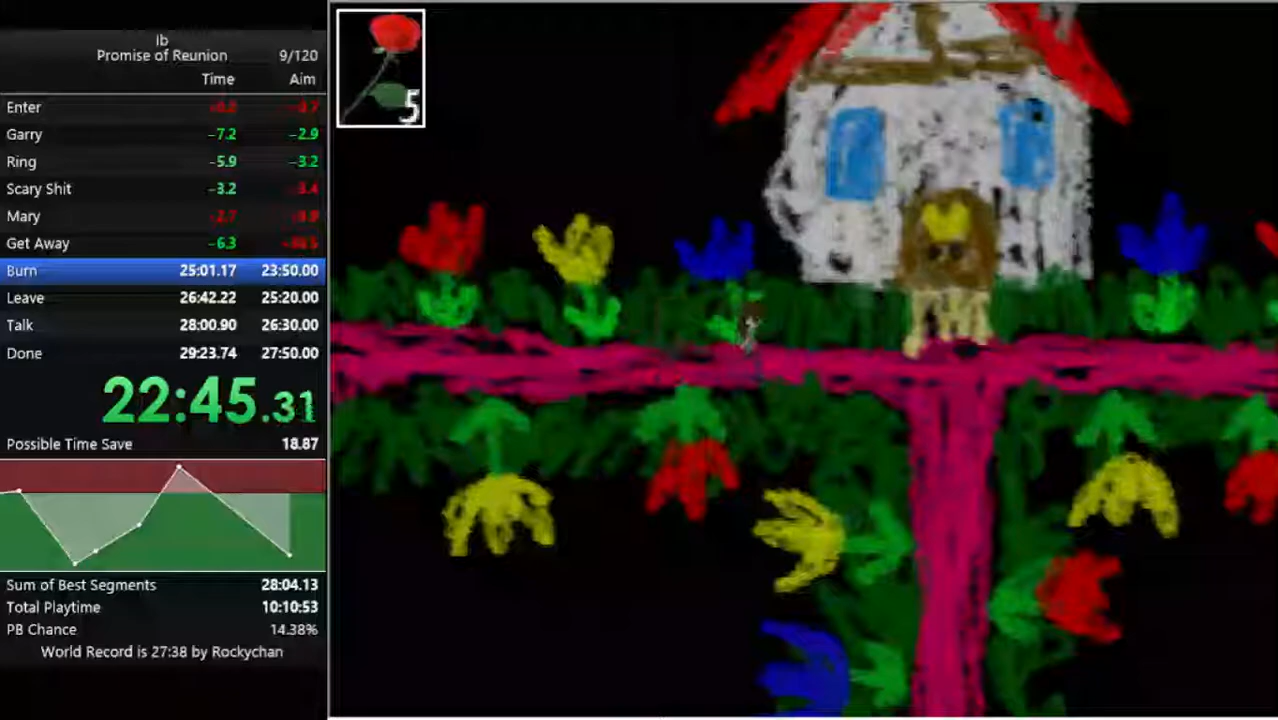 Ib
Promise of Reunion 9/120
Time Aim
Enter
Garry -7.2 -2.9
Ring -5.9 -3.2
Scary Shit -3.2
Mary
Get Away -6.3
Burn 25:01.17 23:50.00
Leave 26:42.22 25:20.00
Talk 28:00.90 26:30.00
Done 29:23.74 27:50.00
22:45.31
Possible Time Save 18.87
Sum of Best Segments 28:04.13
Total Playtime 10:10:53
PB Chance 14.38%
World Record is 27:38 by Rockychan
5